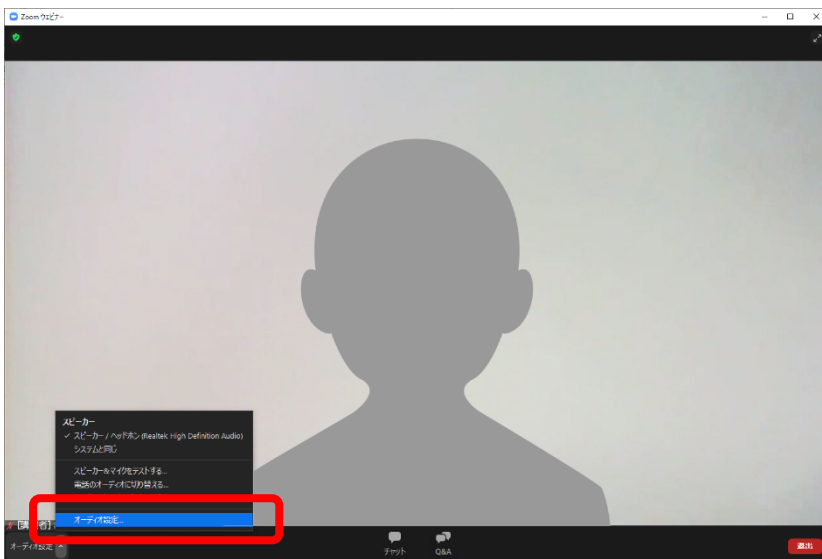 Zoom ウェビナー
スピーカー
✓ スピーカー / ヘッドホン (Realtek High Definition Audio)
システムと同じ
スピーカー&マイクをテストする...
電話のオーディオに切り替える...
オーディオ設定...
オーディオ設定 ^
チャット
Q&A
退出